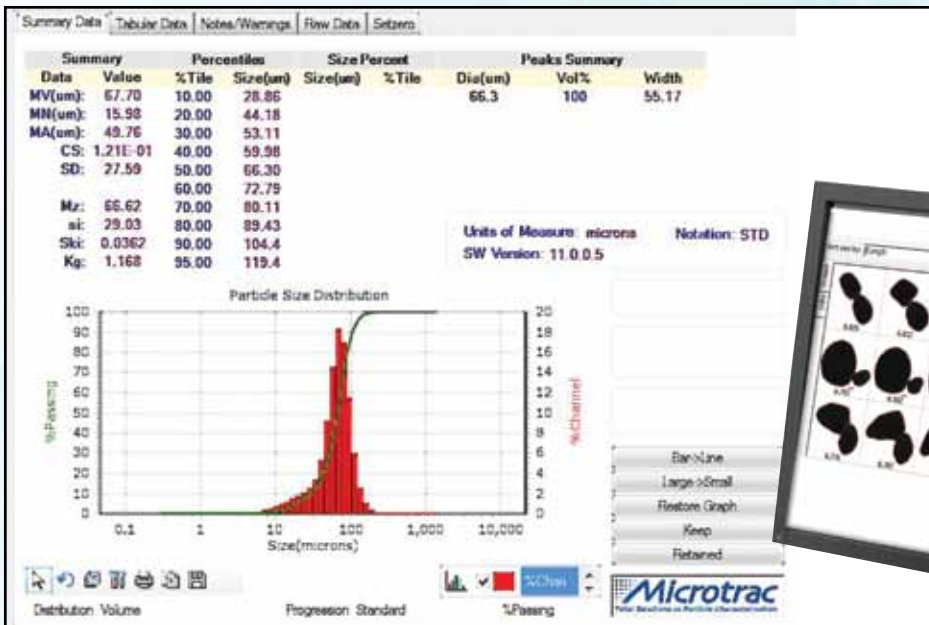 Summary Data Tabular Data Notes/Warnings Raw Data Setzero
Summary Percentiles Size Percent Peaks Summary
Data Value %Tile Size(um) Size(um) %Tile Dia(um) Vol% Width
MV(um): 67.70 10.00 28.86 66.3 100 55.17
MN(um): 15.98 20.00 44.18
MA(um): 49.76 30.00 53.11
CS: 1.21E-01 40.00 59.98
SD: 27.59 50.00 66.30
60.00 72.79
Mz: 66.62 70.00 80.11
si: 29.03 80.00 89.43
Ski: 0.0362 90.00 104.4
Kg: 1.168 95.00 119.4
Units of Measure: microns Notation: STD
SW Version: 11.0.0.5
Particle Size Distribution
%Passing
100
90
80
70
60
50
40
30
20
10
0
20
18
16
14
12
10
8
6
4
2
0
%Channel
0.1 1 10 100 1,000 10,000
Size(microns)
Bar->Line
Large->Small
Restore Graph
Keep
Retained
%Chan
Microtrac
Distribution Volume Progression Standard %Passing